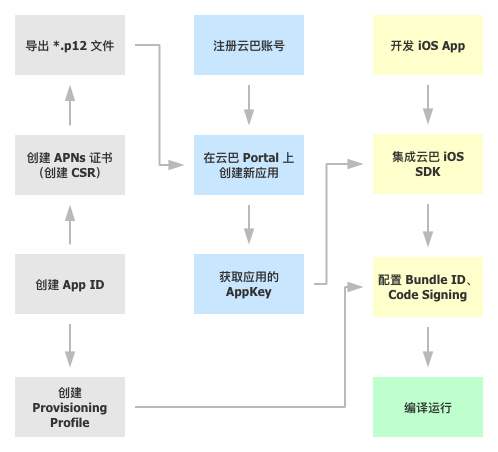 导出 *.p12 文件
注册云巴账号
开发 iOS App
创建 APNs 证书
（创建 CSR）
在云巴 Portal 上
创建新应用
集成云巴 iOS
SDK
创建 App ID
获取应用的
AppKey
配置 Bundle ID、
Code Signing
创建
Provisioning
Profile
编译运行